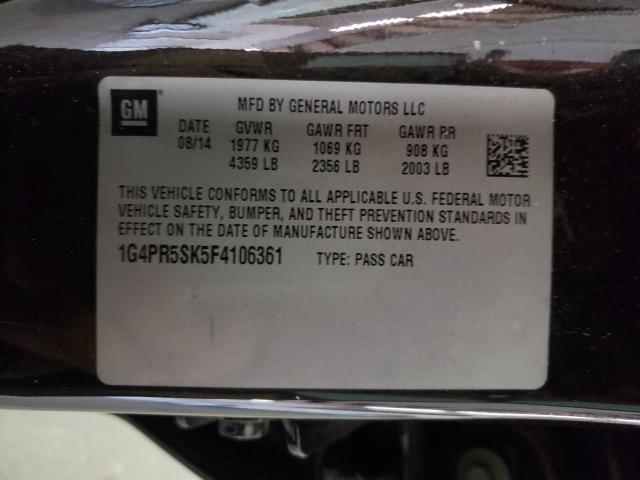 GM
MFD BY GENERAL MOTORS LLC
DATE GVWR GAWR FRT GAWR RR
08/14 1977 KG 1069 KG 908 KG
4359 LB 2356 LB 2003 LB
THIS VEHICLE CONFORMS TO ALL APPLICABLE U.S. FEDERAL MOTOR
VEHICLE SAFETY, BUMPER, AND THEFT PREVENTION STANDARDS IN
EFFECT ON THE DATE OF MANUFACTURE SHOWN ABOVE.
1G4PR5SK5F4106361 TYPE: PASS CAR